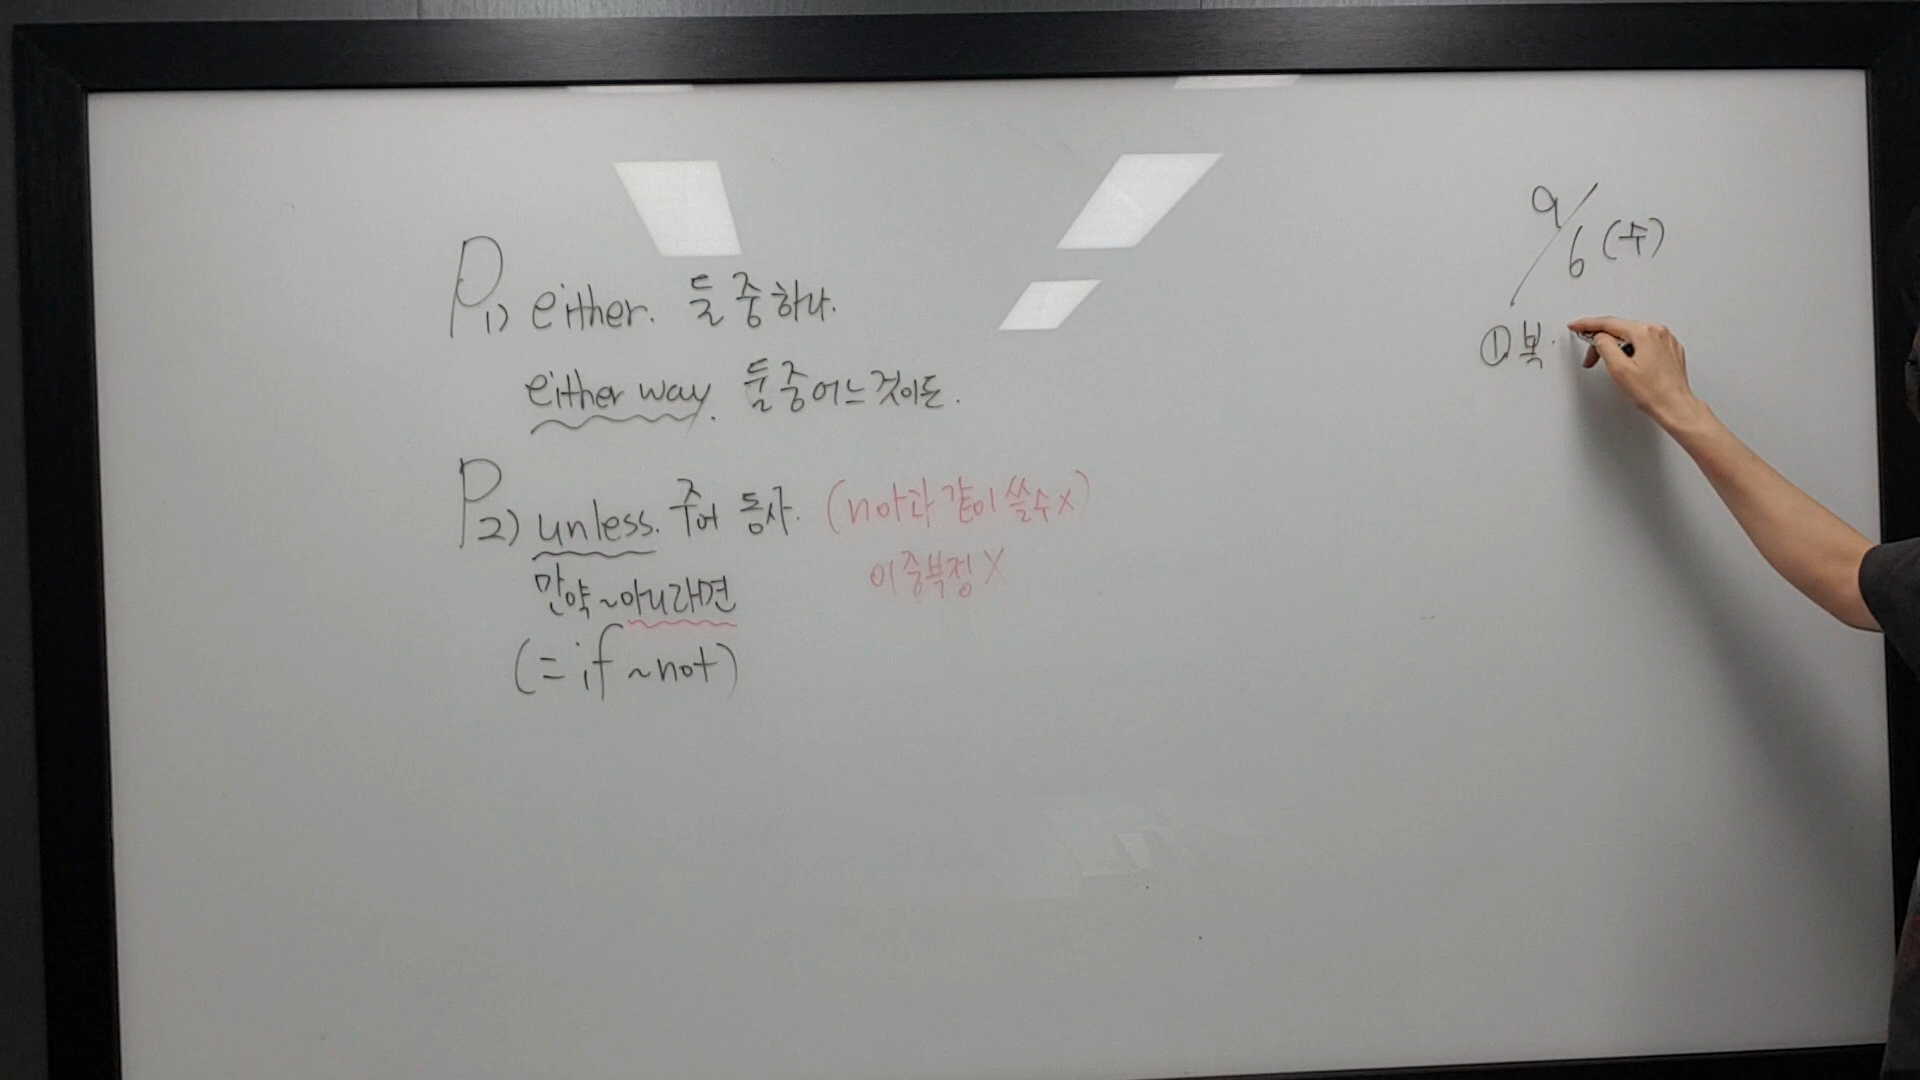 P1) either. 둘 중 하나.
either way. 둘 중 어느 것이든.
P2) unless. 주어 동사. (not과 같이 쓸 수 X)
이중부정 X
만약~아니라면
(= if ~not)
9/6 (수)
① 복.